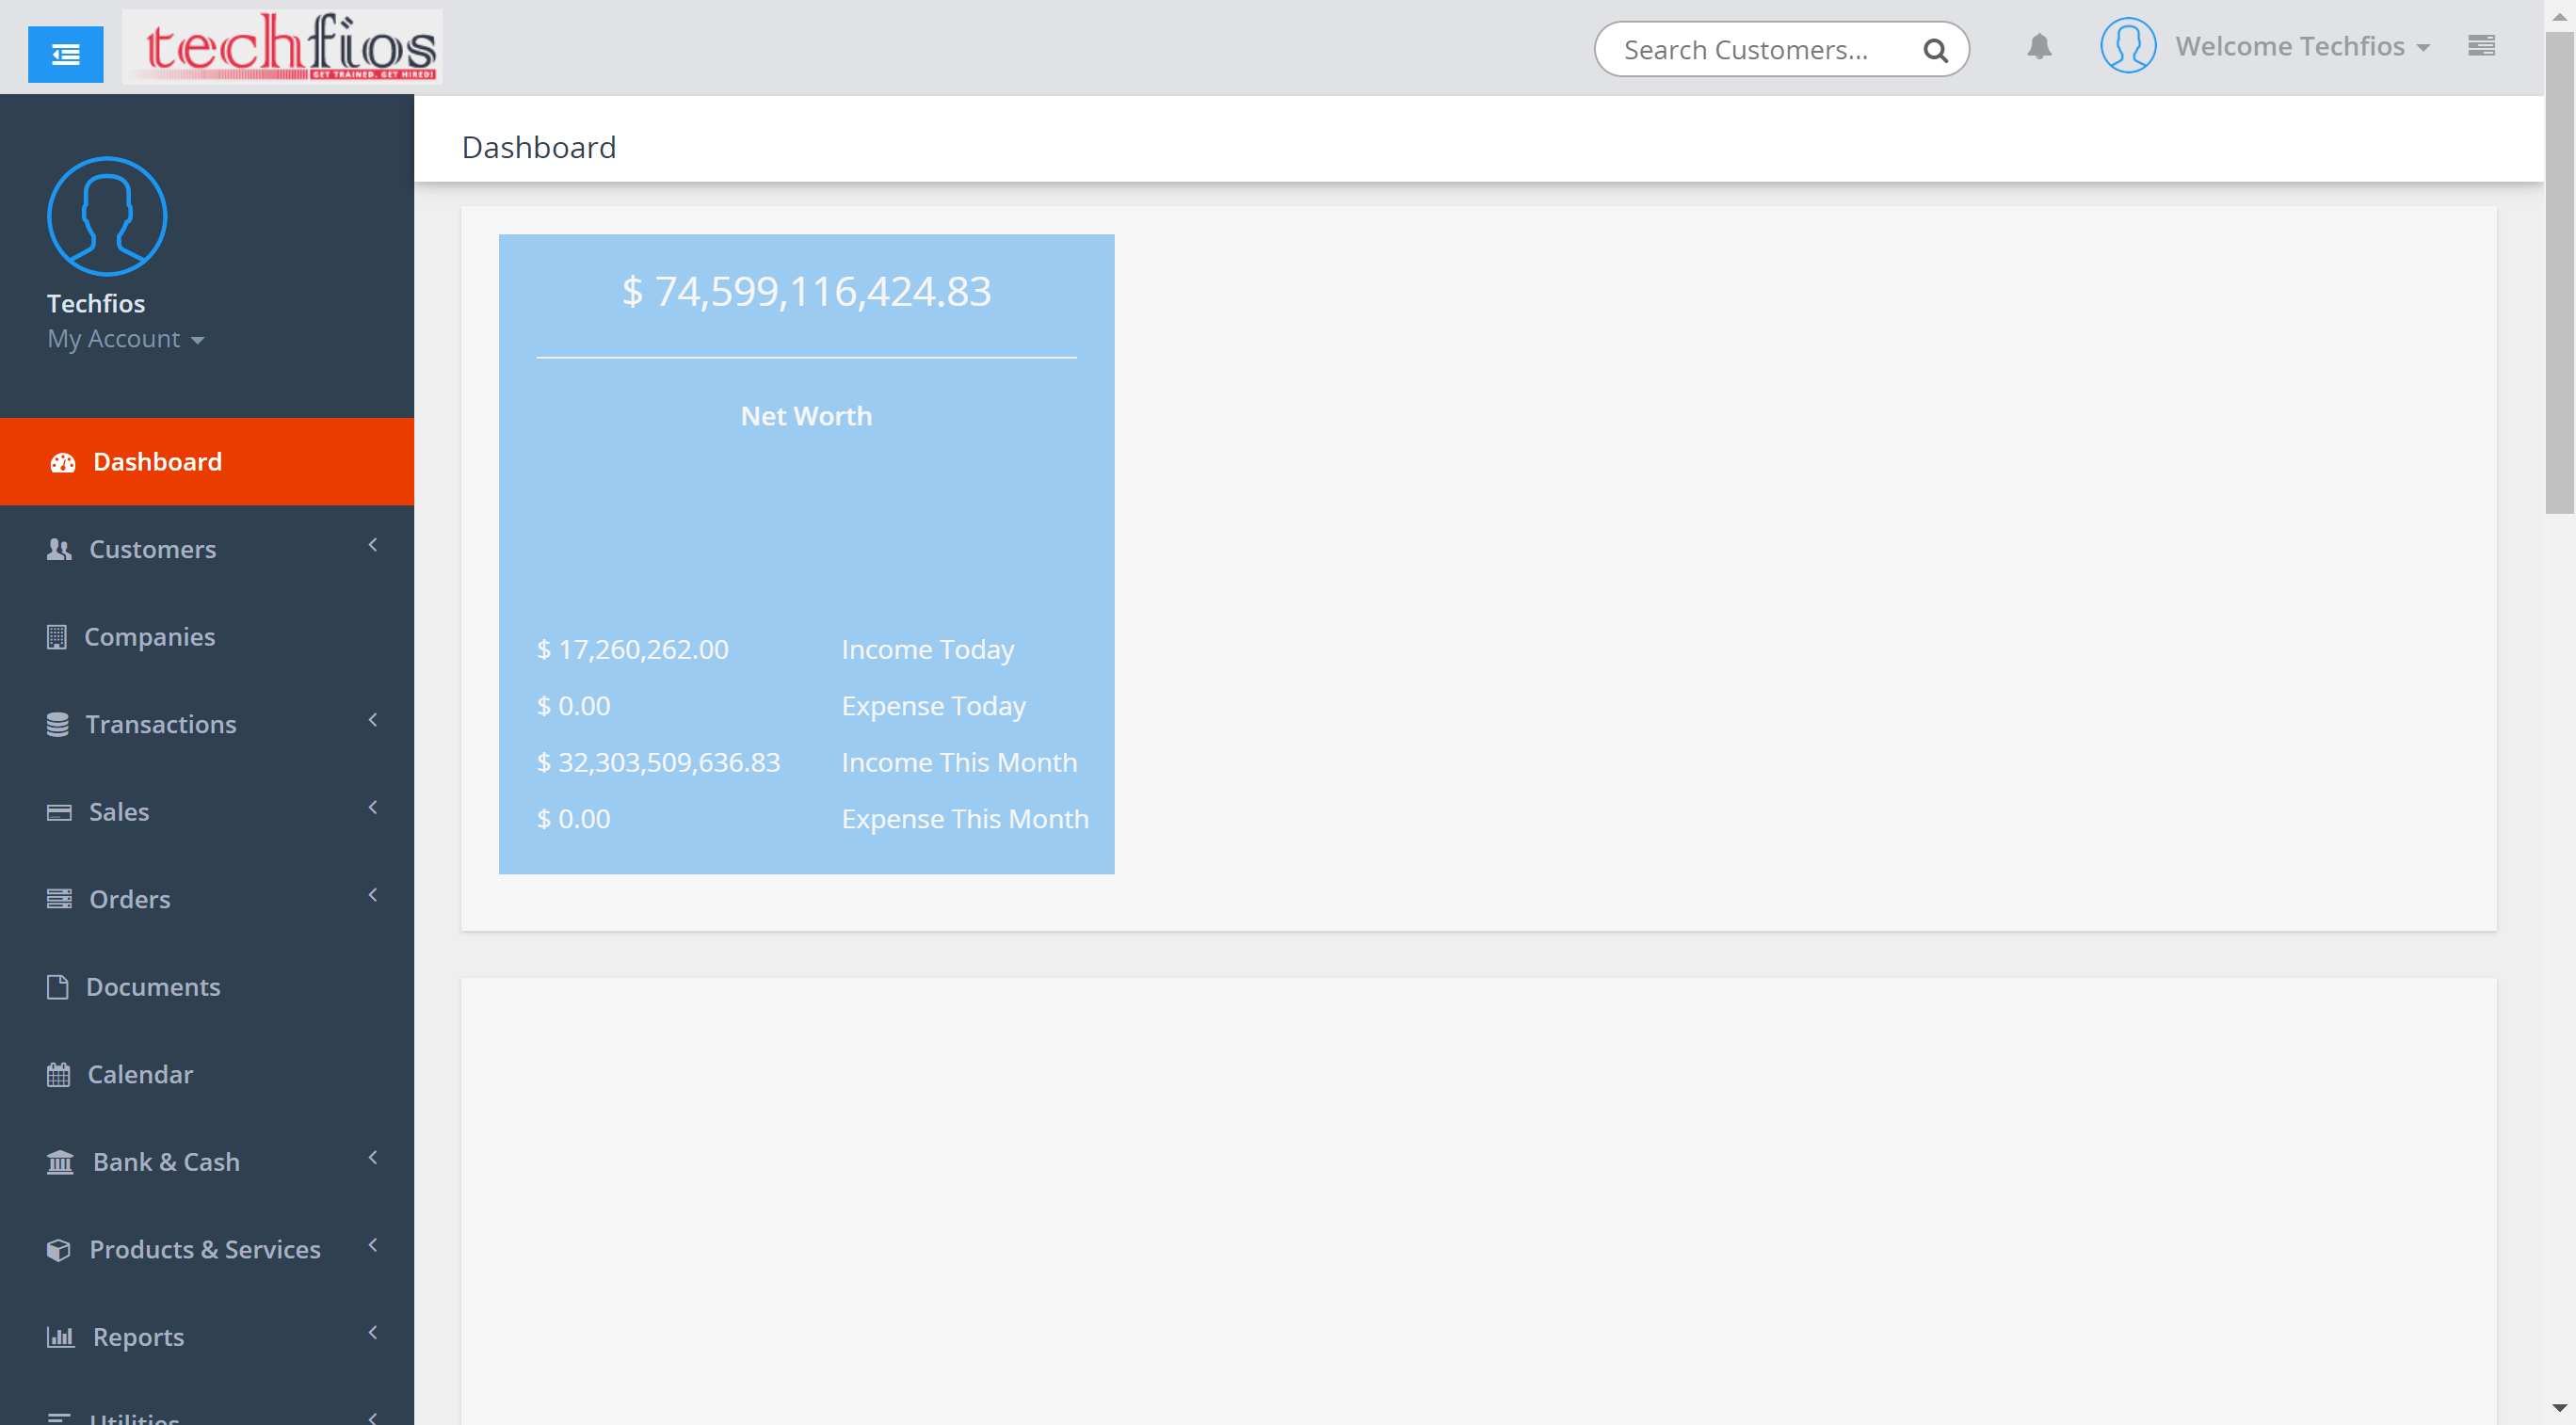 techfios
GET TRAINED. GET HIRED!
Search Customers...
Welcome Techfios
Techfios
My Account
Dashboard
Customers
Companies
Transactions
Sales
Orders
Documents
Calendar
Bank & Cash
Products & Services
Reports
Utilities
Dashboard
$ 74,599,116,424.83
Net Worth
$ 17,260,262.00 Income Today
$ 0.00 Expense Today
$ 32,303,509,636.83 Income This Month
$ 0.00 Expense This Month